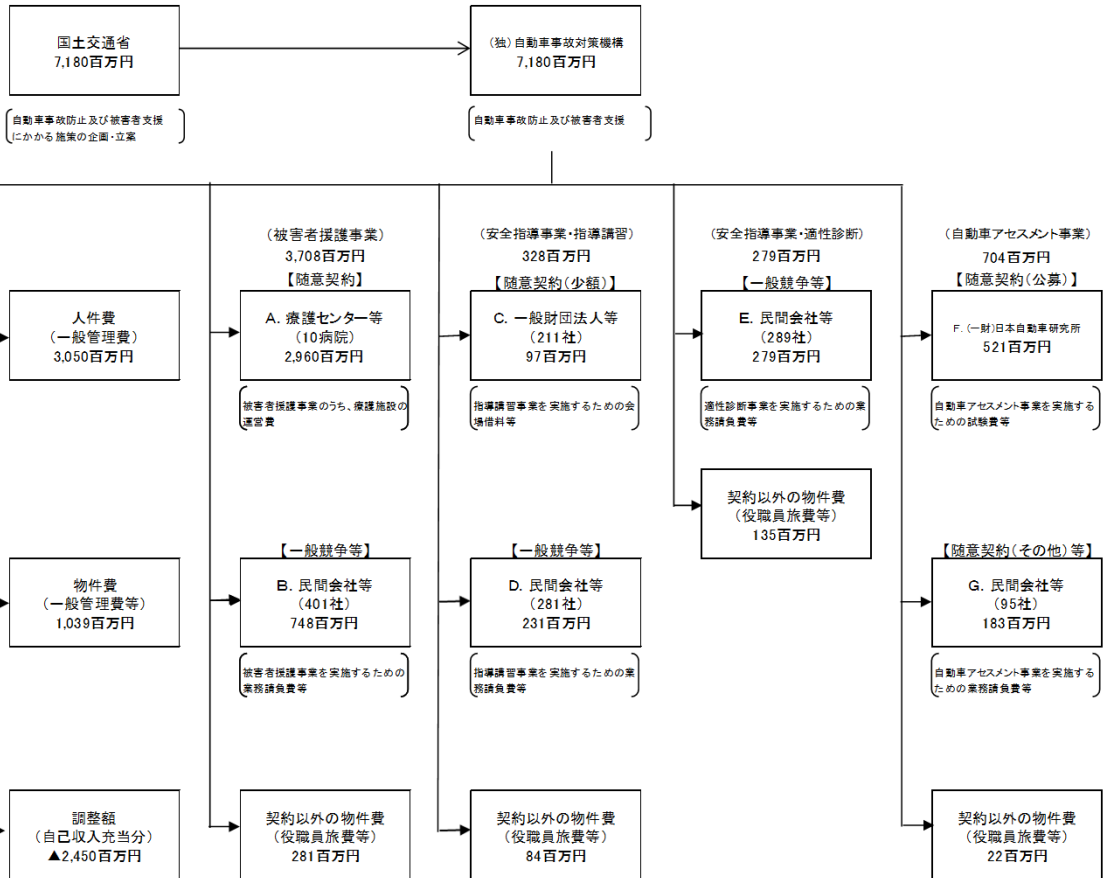 国土交通省
7,180百万円
(独)自動車事故対策機構
7,180百万円
自動車事故防止及び被害者支援
にかかる施策の企画・立案
自動車事故防止及び被害者支援
(被害者援護事業)
3,708百万円
(安全指導事業・指導講習)
328百万円
(安全指導事業・適性診断)
279百万円
(自動車アセスメント事業)
704百万円
人件費
(一般管理費)
3,050百万円
【随意契約】
A. 療護センター等
(10病院)
2,960百万円
被害者援護事業のうち、療護施設の
運営費
【随意契約(少額)】
C. 一般財団法人等
(211社)
97百万円
指導講習事業を実施するための会
場借料等
【一般競争等】
E. 民間会社等
(289社)
279百万円
適性診断事業を実施するための業
務請負費等
【随意契約(公募)】
F. (一財)日本自動車研究所
521百万円
自動車アセスメント事業を実施する
ための試験費等
契約以外の物件費
(役職員旅費等)
135百万円
物件費
(一般管理費等)
1,039百万円
【一般競争等】
B. 民間会社等
(401社)
748百万円
被害者援護事業を実施するための
業務請負費等
【一般競争等】
D. 民間会社等
(281社)
231百万円
指導講習事業を実施するための業
務請負費等
【随意契約(その他)等】
G. 民間会社等
(95社)
183百万円
自動車アセスメント事業を実施する
ための業務請負費等
調整額
(自己収入充当分)
▲2,450百万円
契約以外の物件費
(役職員旅費等)
281百万円
契約以外の物件費
(役職員旅費等)
84百万円
契約以外の物件費
(役職員旅費等)
22百万円